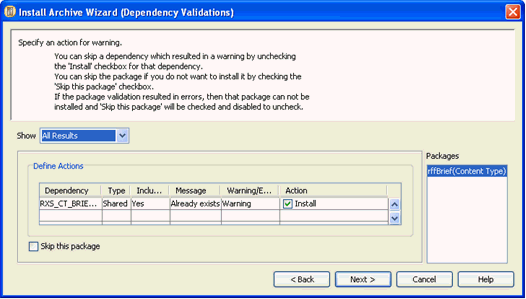 Install Archive Wizard (Dependency Validations)
Specify an action for warning.
You can skip a dependency which resulted in a warning by unchecking
the 'Install' checkbox for that dependency.
You can skip the package if you do not want to install it by checking the
'Skip this package' checkbox.
If the package validation resulted in errors, then that package can not be
installed and 'Skip this package' will be checked and disabled to uncheck.
Show All Results
Packages
rffBrief(Content Type)
Define Actions
Dependency Type Inclu... Message Warning/E... Action
RXS_CT_BRIE... Shared Yes Already exists Warning Install
Skip this package
< Back Next > Cancel Help